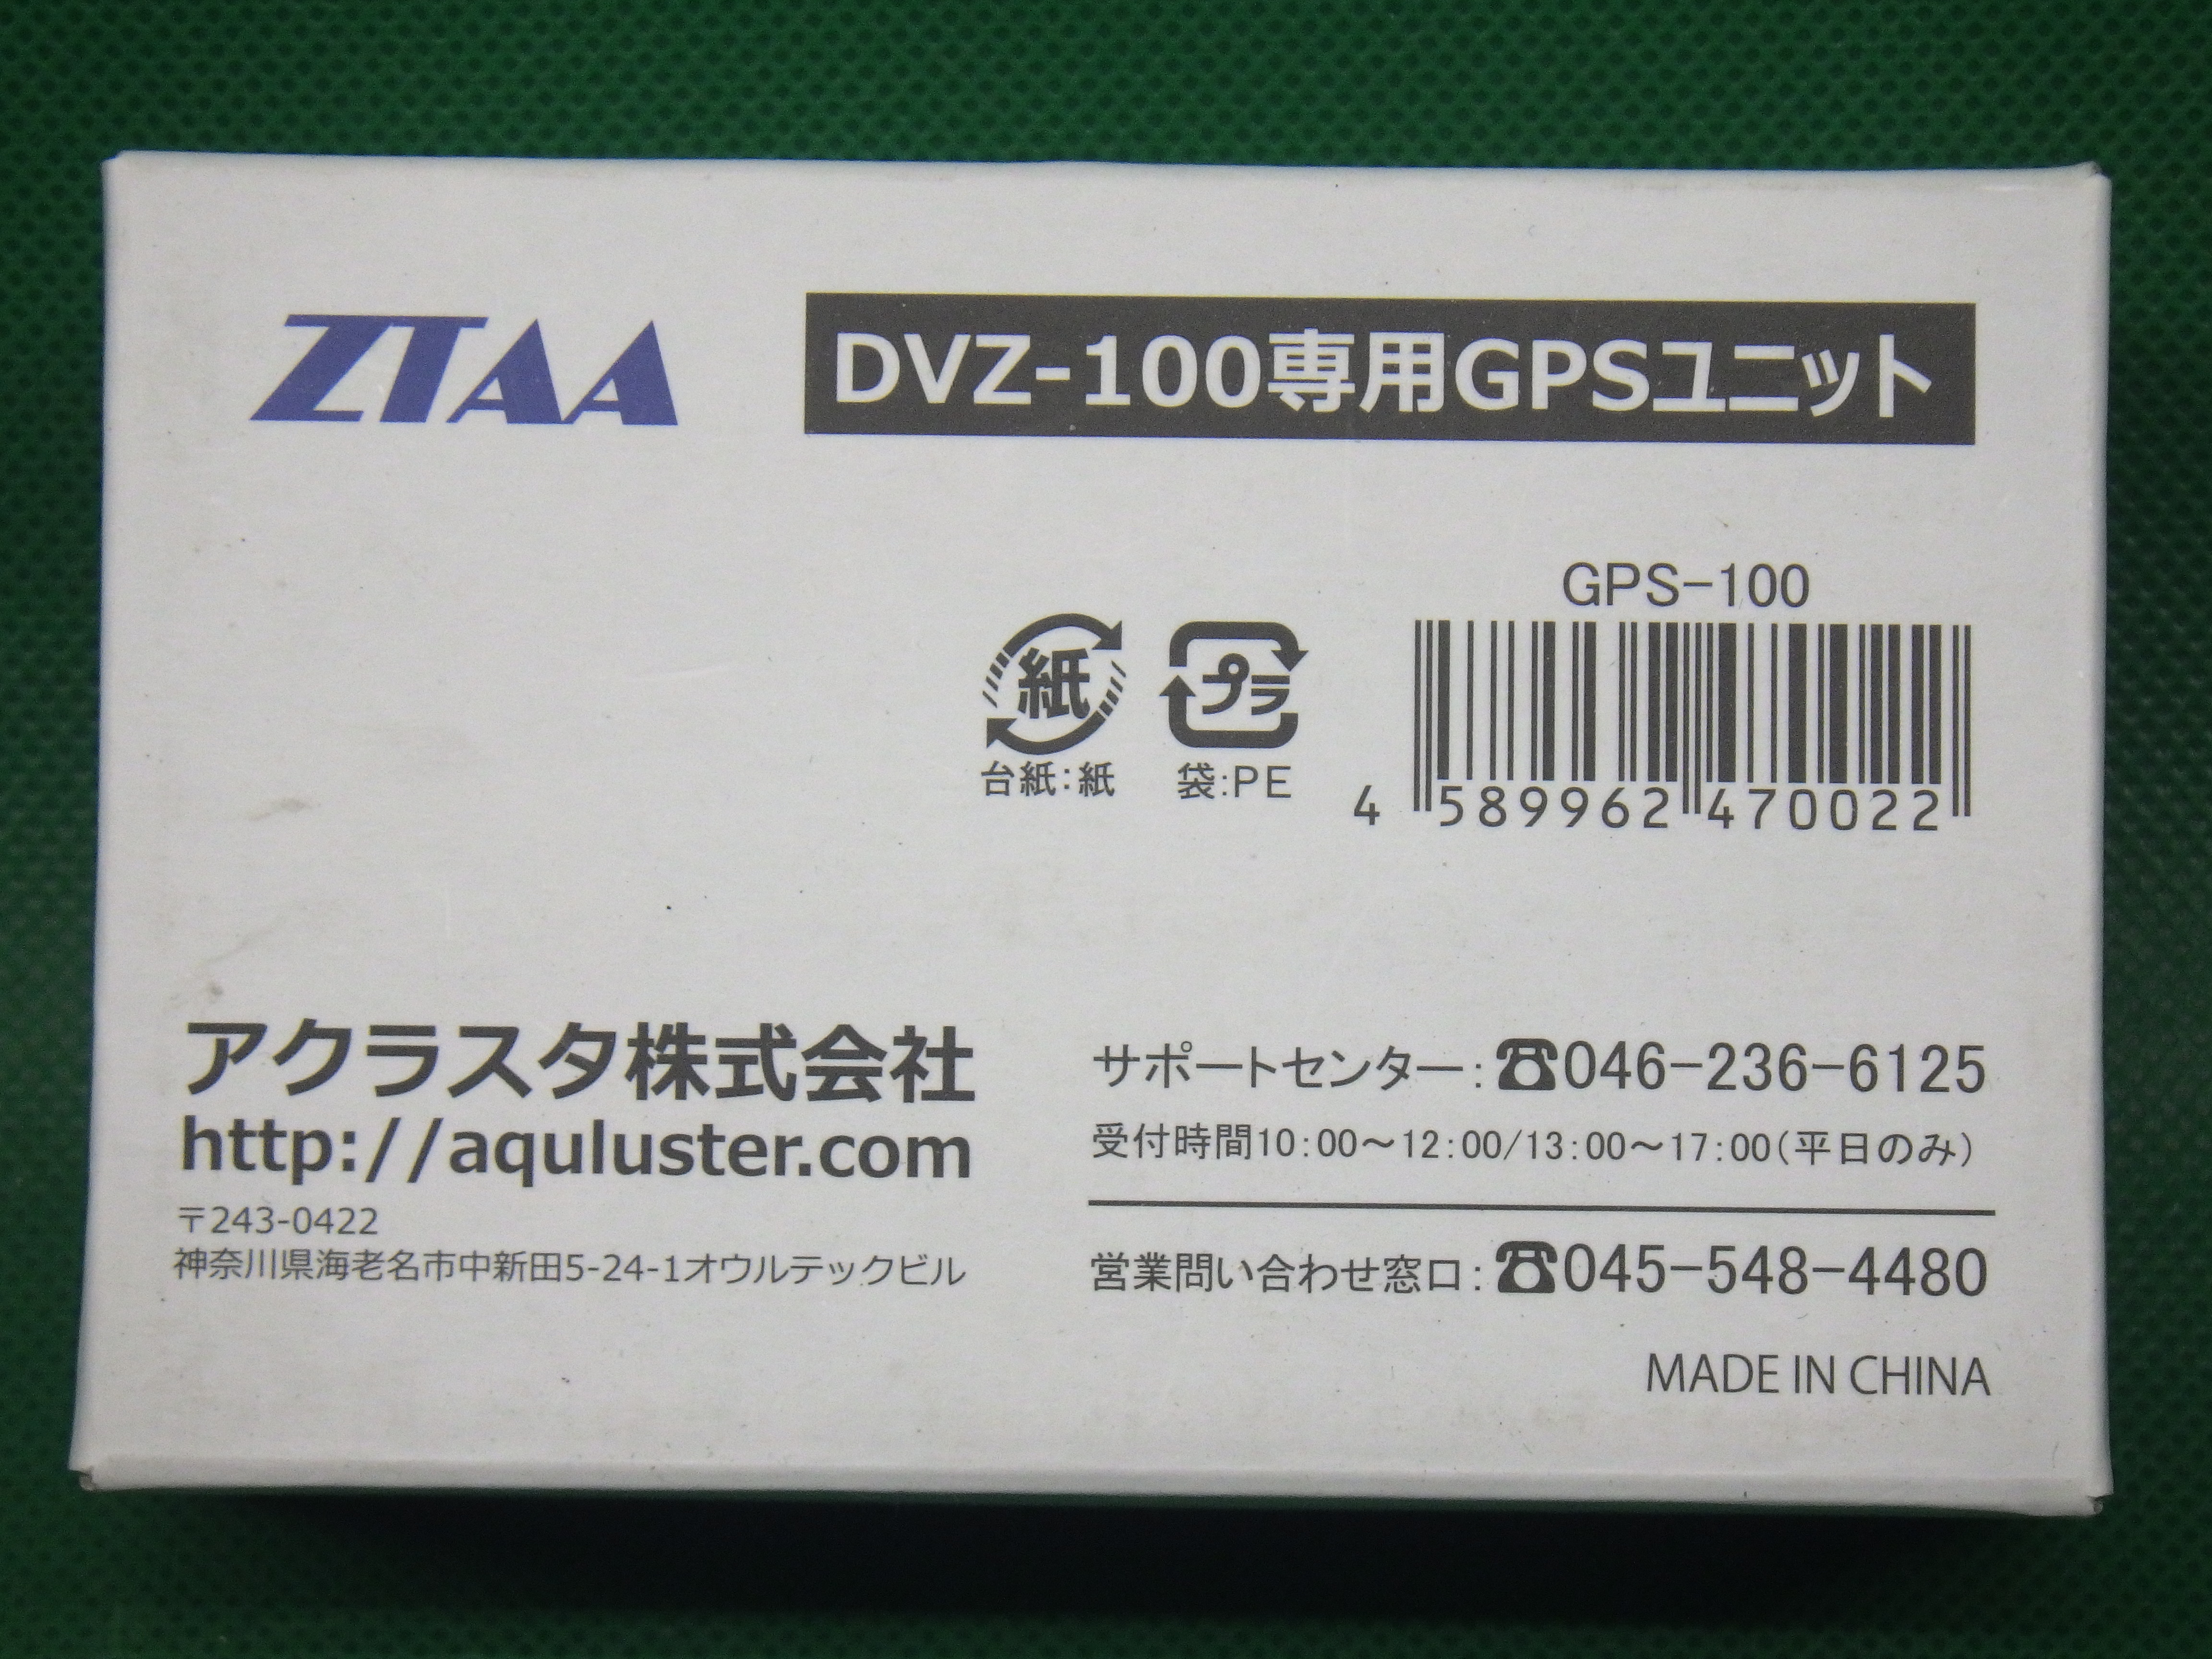 ZTAA
DVZ-100専用GPSユニット
GPS-100
紙
プラ
台紙:紙
袋:PE
4 589962 470022
アクラスタ株式会社
http://aquluster.com
〒243-0422
神奈川県海老名市中新田5-24-1オウルテックビル
サポートセンター:☎046-236-6125
受付時間10:00～12:00/13:00～17:00(平日のみ)
営業問い合わせ窓口:☎045-548-4480
MADE IN CHINA